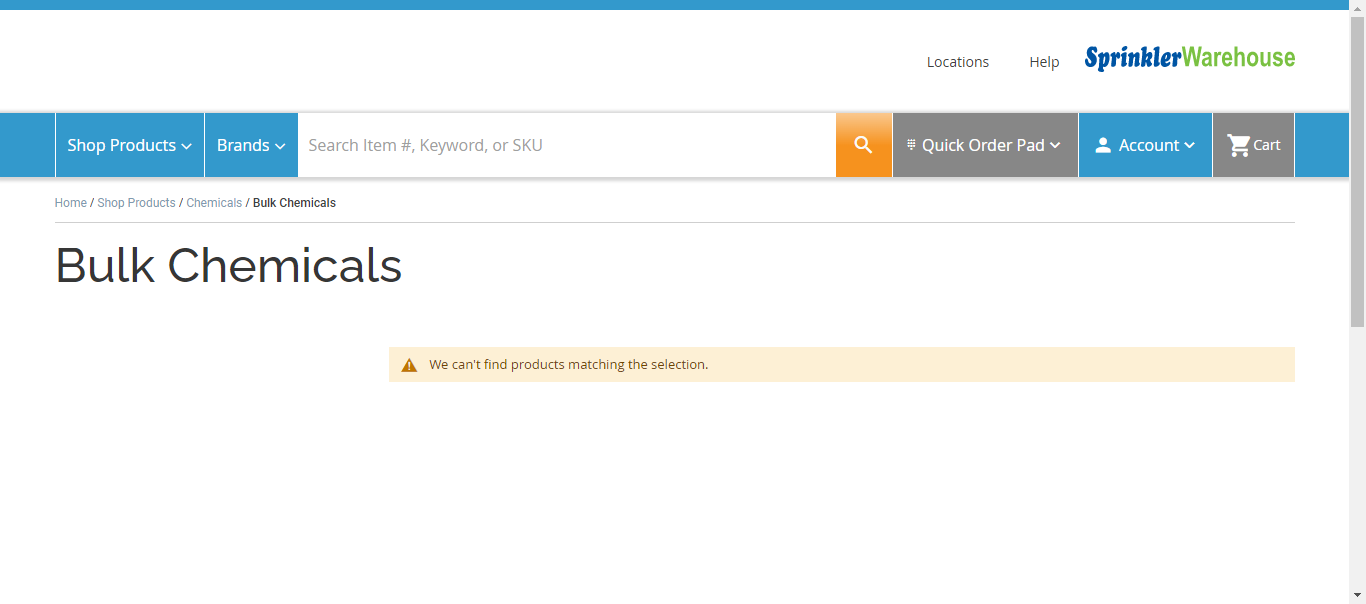 Locations Help SprinklerWarehouse
Shop Products Brands Search Item #, Keyword, or SKU Quick Order Pad Account Cart
Home / Shop Products / Chemicals / Bulk Chemicals
Bulk Chemicals
We can't find products matching the selection.